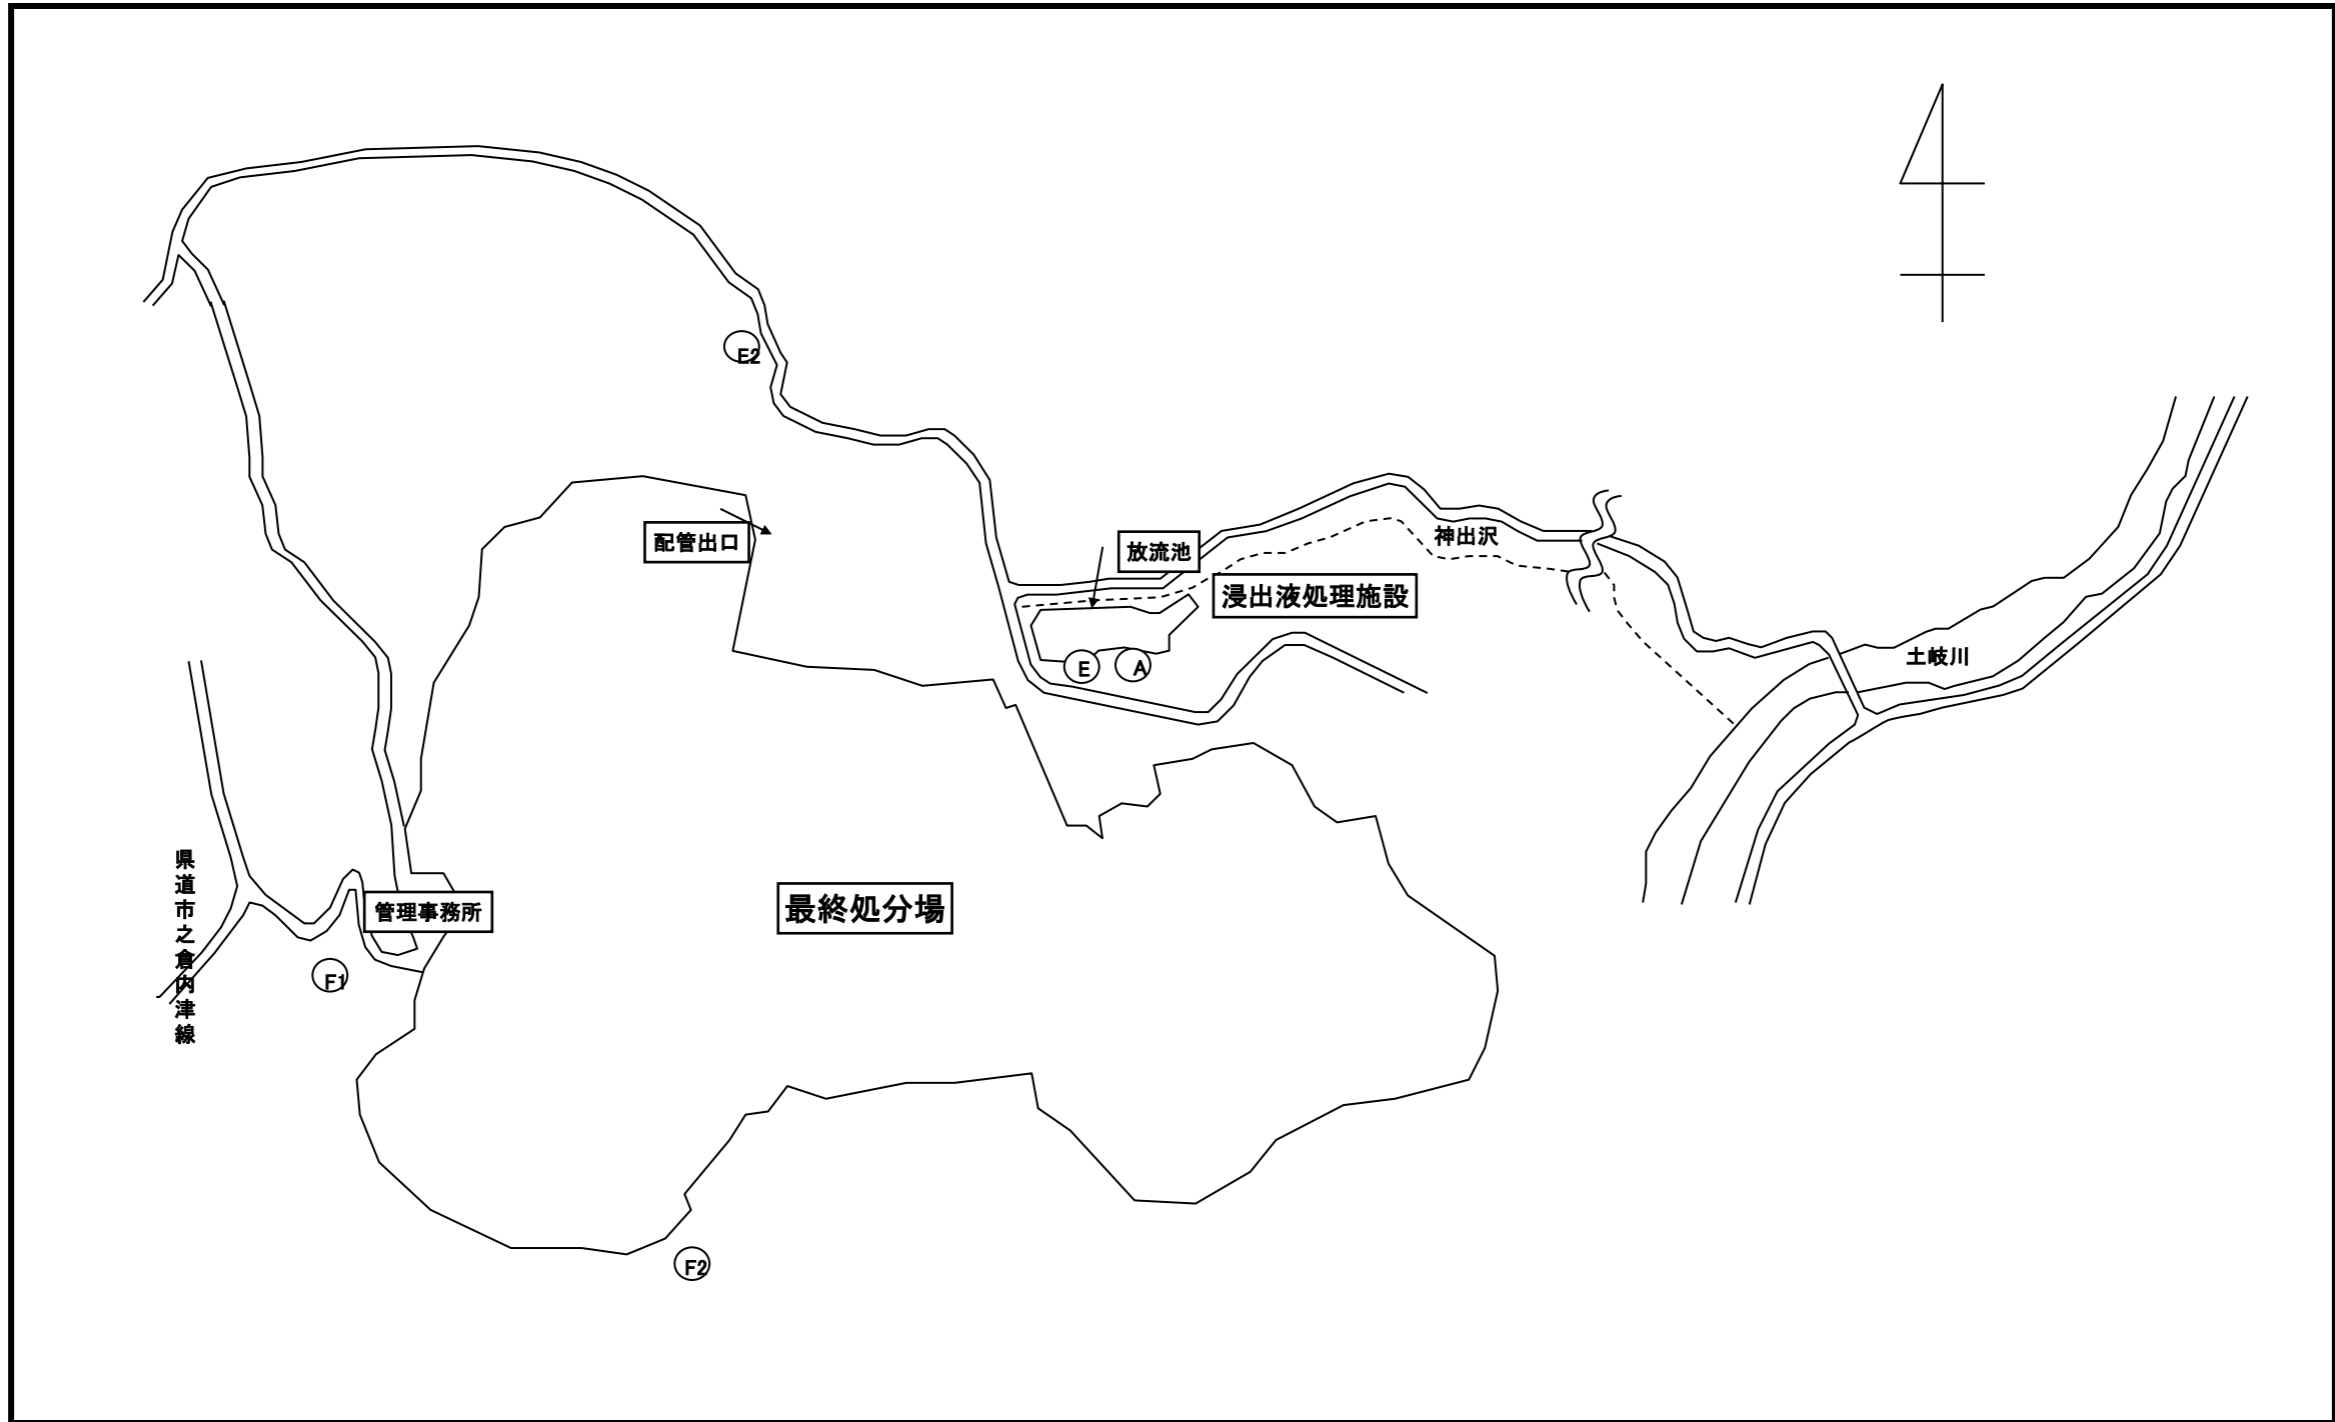 E2
配管出口
放流池
神出沢
浸出液処理施設
E
A
土岐川
県道市之倉内津線
管理事務所
最終処分場
F1
F2